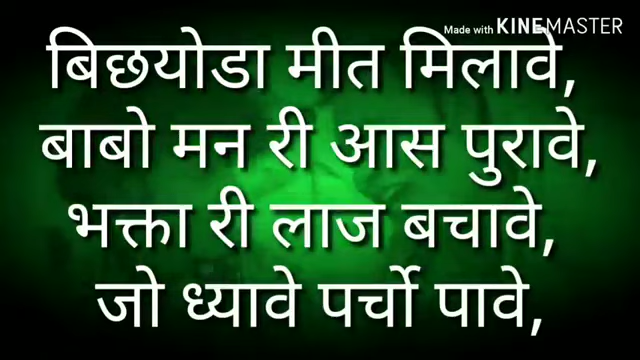 Made with KINEMASTER
बिछयोडा मीत मिलावे,
बाबो मन री आस पुरावे,
भक्ता री लाज बचावे,
जो ध्यावे पर्चो पावे,